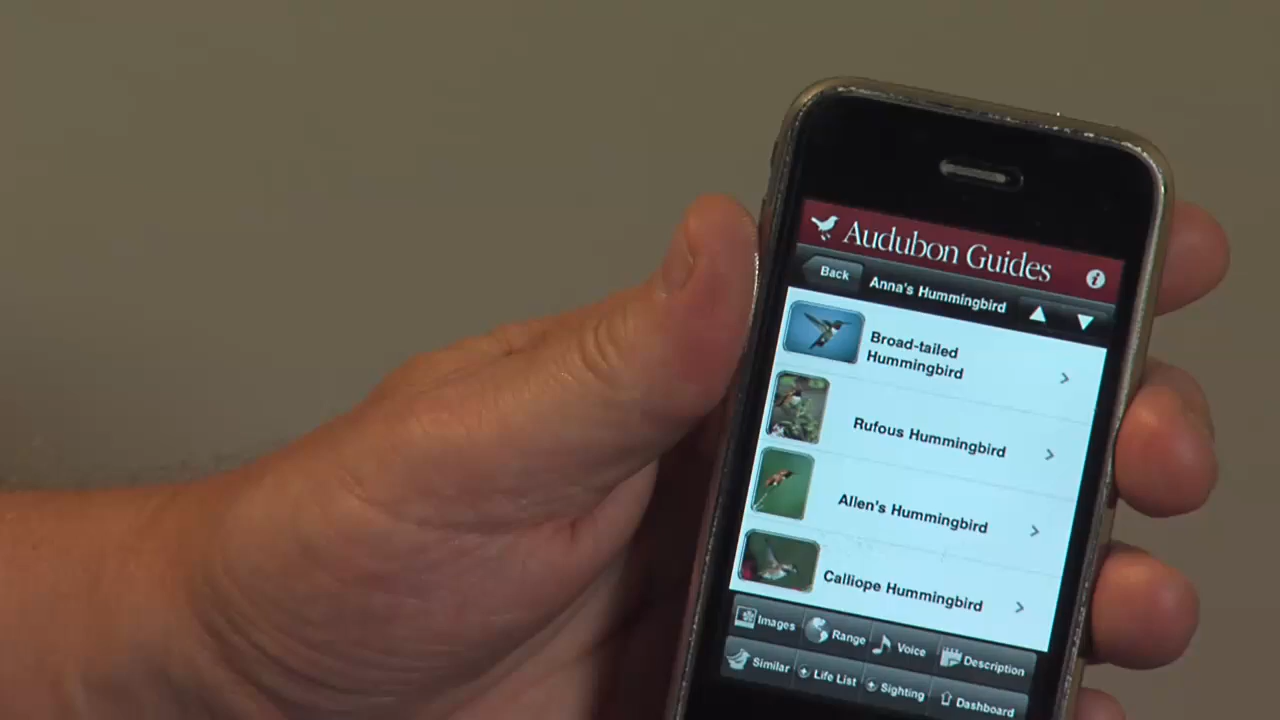 Audubon Guides
i
Back
Anna's Hummingbird
Broad-tailed
Hummingbird
Rufous Hummingbird
Allen's Hummingbird
Calliope Hummingbird
Images Range Voice Description
Similar Life List Sighting Dashboard